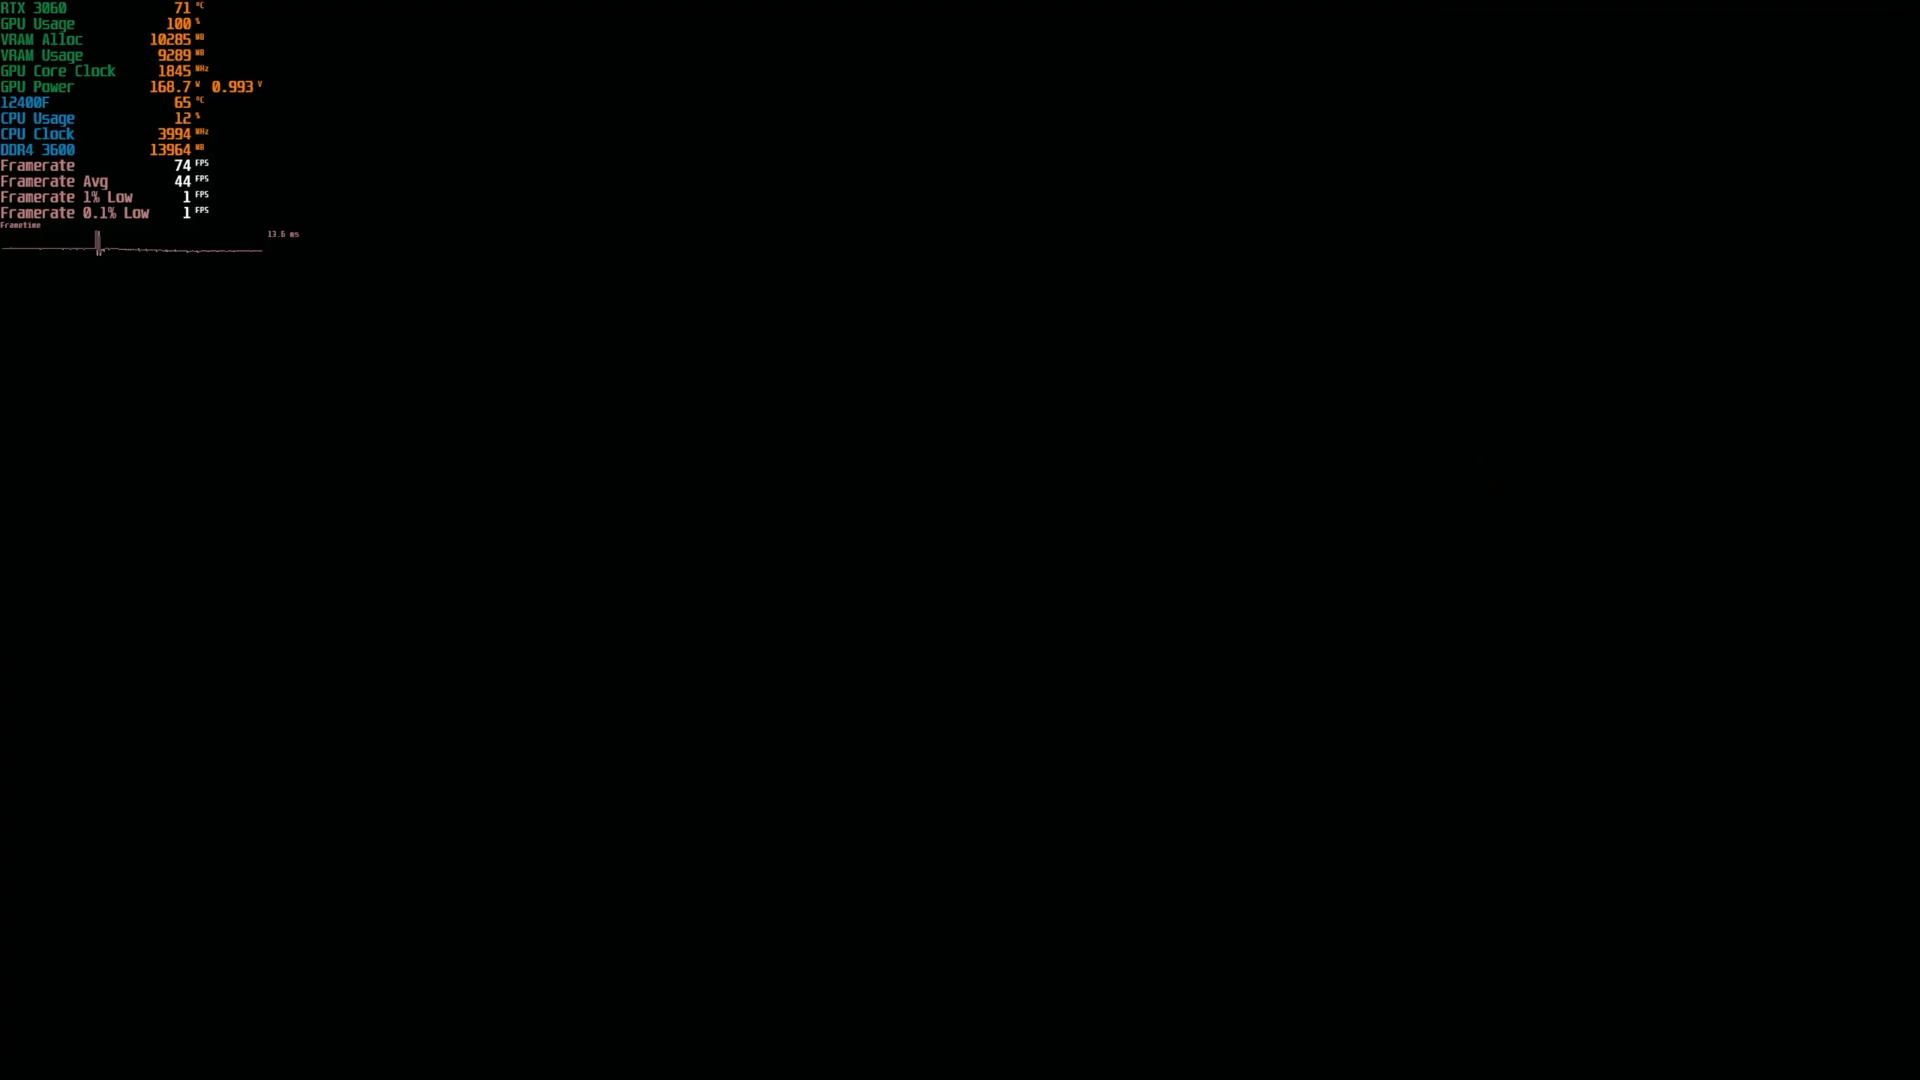 RTX 3060 71 °C
GPU Usage 100 %
VRAM Alloc 10285 MB
VRAM Usage 9289 MB
GPU Core Clock 1845 MHz
GPU Power 168.7 W 0.993 V
12400F 65 °C
CPU Usage 12 %
CPU Clock 3994 MHz
DDR4 3600 13964 MB
Framerate 74 FPS
Framerate Avg 44 FPS
Framerate 1% Low 1 FPS
Framerate 0.1% Low 1 FPS
Frametime
13.6 ms